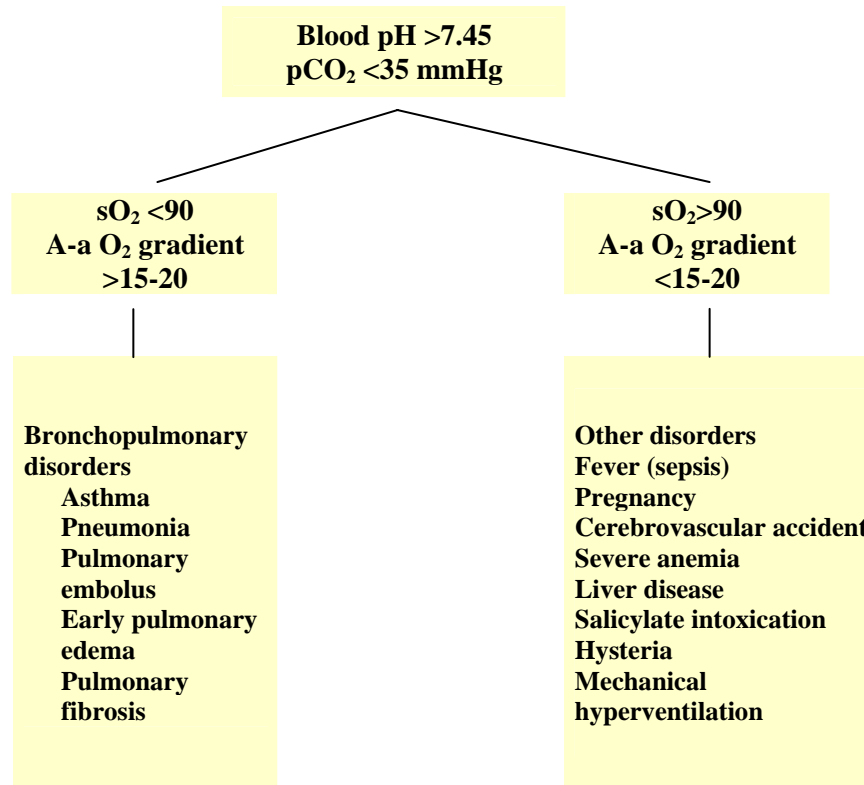 Blood pH >7.45
pCO₂ <35 mmHg
sO₂ <90
A-a O₂ gradient
>15-20
sO₂>90
A-a O₂ gradient
<15-20
Bronchopulmonary
disorders
Asthma
Pneumonia
Pulmonary
embolus
Early pulmonary
edema
Pulmonary
fibrosis
Other disorders
Fever (sepsis)
Pregnancy
Cerebrovascular accident
Severe anemia
Liver disease
Salicylate intoxication
Hysteria
Mechanical
hyperventilation